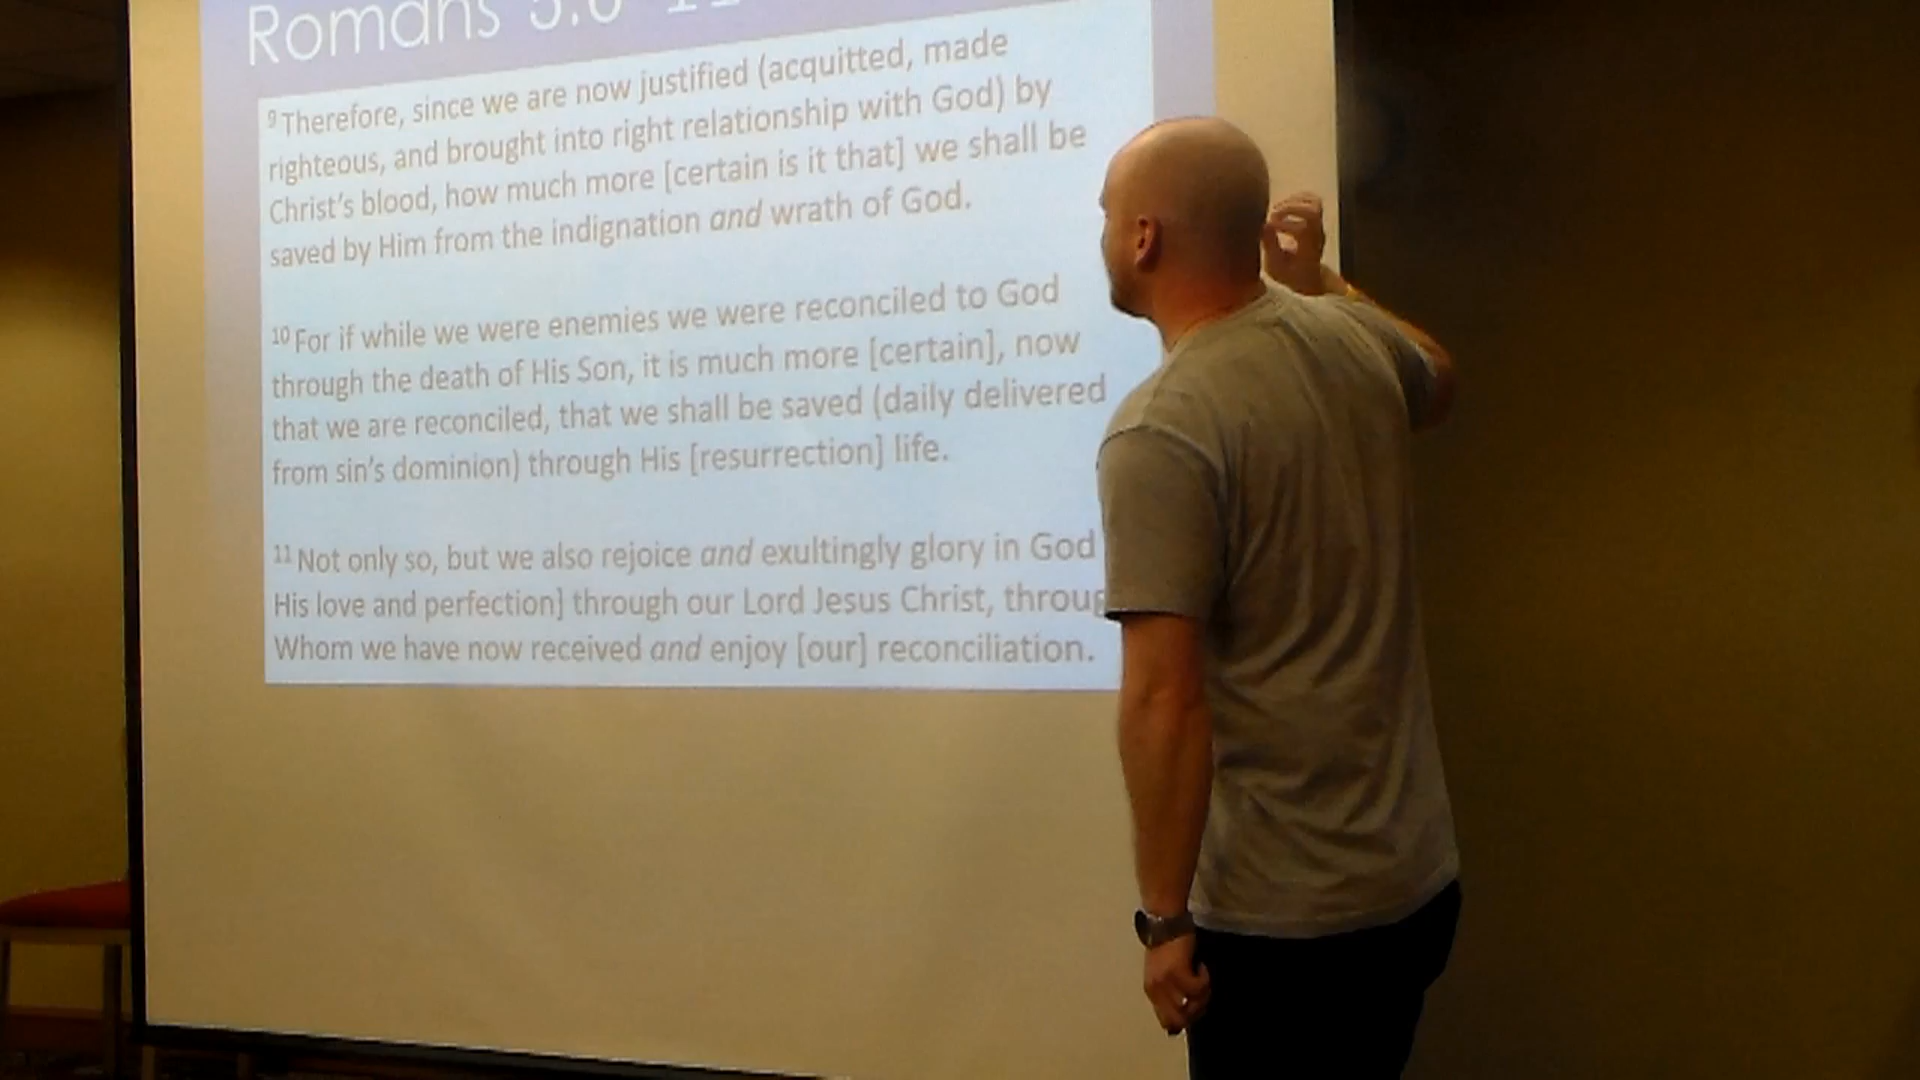 Romans 5:6-11
⁹ Therefore, since we are now justified (acquitted, made
righteous, and brought into right relationship with God) by
Christ's blood, how much more [certain is it that] we shall be
saved by Him from the indignation and wrath of God.
¹⁰ For if while we were enemies we were reconciled to God
through the death of His Son, it is much more [certain], now
that we are reconciled, that we shall be saved (daily delivered
from sin's dominion) through His [resurrection] life.
¹¹ Not only so, but we also rejoice and exultingly glory in God
His love and perfection] through our Lord Jesus Christ, throug
Whom we have now received and enjoy [our] reconciliation.